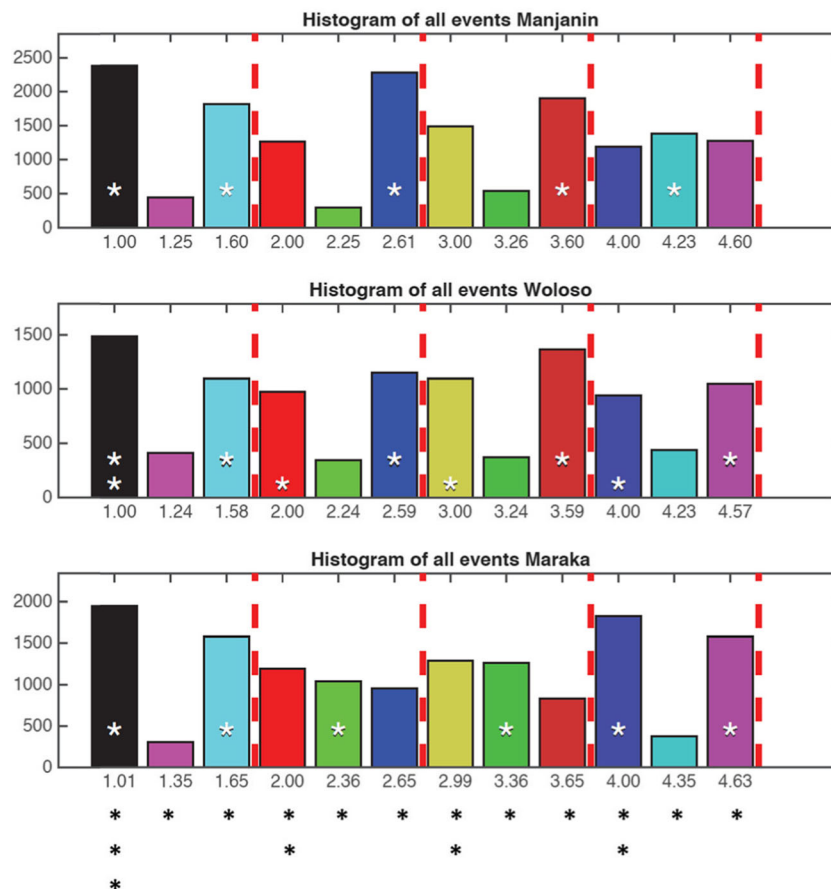 Histogram of all events Manjanin
2500
2000
1500
1000
500
0
* * * * *
1.00 1.25 1.60 2.00 2.25 2.61 3.00 3.26 3.60 4.00 4.23 4.60
Histogram of all events Woloso
1500
1000
500
0
* * * * *
* * * *
1.00 1.24 1.58 2.00 2.24 2.59 3.00 3.24 3.59 4.00 4.23 4.57
Histogram of all events Maraka
2000
1500
1000
500
0
* * * * * *
1.01 1.35 1.65 2.00 2.36 2.65 2.99 3.36 3.65 4.00 4.35 4.63
* * * * * * * * * * * *
* * * *
*